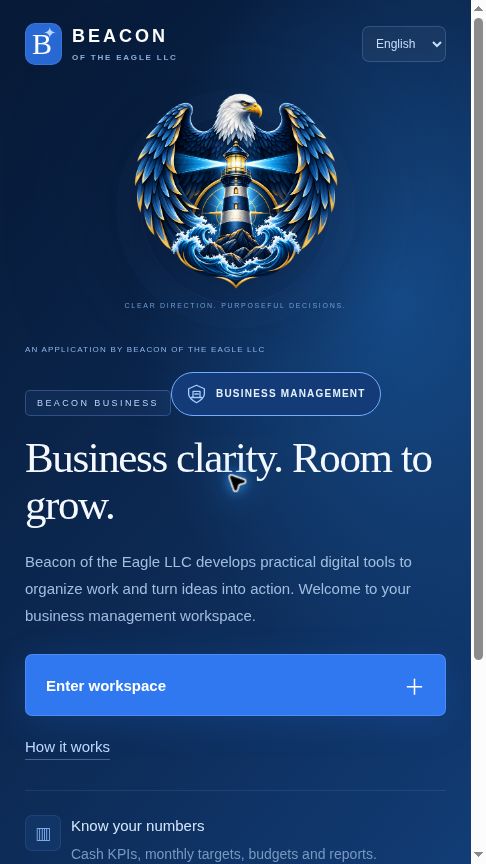 BEACON
OF THE EAGLE LLC
English
CLEAR DIRECTION. PURPOSEFUL DECISIONS.
AN APPLICATION BY BEACON OF THE EAGLE LLC
BEACON BUSINESS
BUSINESS MANAGEMENT
Business clarity. Room to
grow.
Beacon of the Eagle LLC develops practical digital tools to
organize work and turn ideas into action. Welcome to your
business management workspace.
Enter workspace
How it works
Know your numbers
Cash KPIs, monthly targets, budgets and reports.